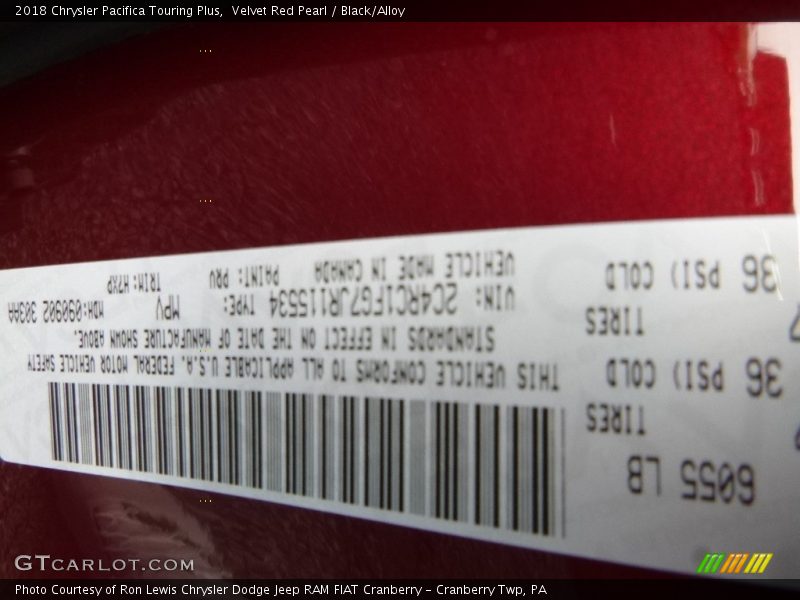 2018 Chrysler Pacifica Touring Plus, Velvet Red Pearl / Black/Alloy
6055 LB
TIRES
36 PSI) COLD
TIRES
36 PSI) COLD
THIS VEHICLE CONFORMS TO ALL APPLICABLE U.S.A. FEDERAL MOTOR VEHICLE SAFETY
STANDARDS IN EFFECT ON THE DATE OF MANUFACTURE SHOWN ABOVE.
VIN: 2C4RC1FG7JR115534 TYPE: MPV MDH:090902 303AA
VEHICLE MADE IN CANADA PAINT: PRV TRIM:H7XP
GTCARLOT.COM
Photo Courtesy of Ron Lewis Chrysler Dodge Jeep RAM FIAT Cranberry – Cranberry Twp, PA